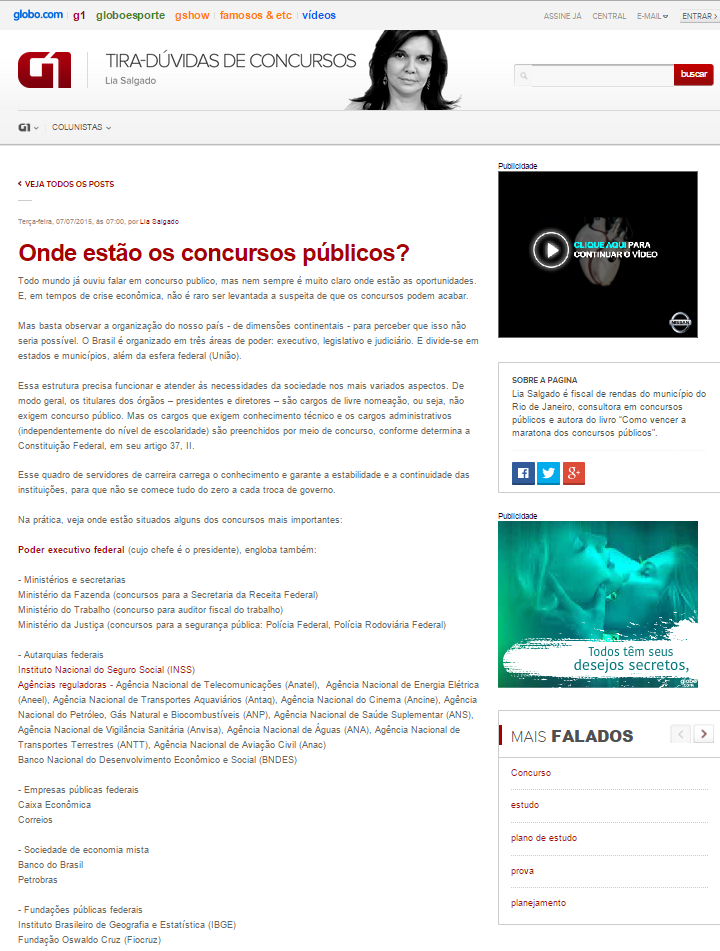 globo.com g1 globoesporte gshow famosos & etc vídeos
ASSINE JÁ CENTRAL E-MAIL ENTRAR ›
G1
TIRA-DÚVIDAS DE CONCURSOS
Lia Salgado
buscar
G1 COLUNISTAS
VEJA TODOS OS POSTS
Terça-feira, 07/07/2015, às 07:00, por Lia Salgado
Onde estão os concursos públicos?
Todo mundo já ouviu falar em concurso publico, mas nem sempre é muito claro onde estão as oportunidades.
E, em tempos de crise econômica, não é raro ser levantada a suspeita de que os concursos podem acabar.
Mas basta observar a organização do nosso país - de dimensões continentais - para perceber que isso não
seria possível. O Brasil é organizado em três áreas de poder: executivo, legislativo e judiciário. E divide-se em
estados e municípios, além da esfera federal (União).
Essa estrutura precisa funcionar e atender ás necessidades da sociedade nos mais variados aspectos. De
modo geral, os titulares dos órgãos – presidentes e diretores – são cargos de livre nomeação, ou seja, não
exigem concurso público. Mas os cargos que exigem conhecimento técnico e os cargos administrativos
(independentemente do nível de escolaridade) são preenchidos por meio de concurso, conforme determina a
Constituição Federal, em seu artigo 37, II.
Esse quadro de servidores de carreira carrega o conhecimento e garante a estabilidade e a continuidade das
instituições, para que não se comece tudo do zero a cada troca de governo.
Na prática, veja onde estão situados alguns dos concursos mais importantes:
Poder executivo federal (cujo chefe é o presidente), engloba também:
- Ministérios e secretarias
Ministério da Fazenda (concursos para a Secretaria da Receita Federal)
Ministério do Trabalho (concurso para auditor fiscal do trabalho)
Ministério da Justiça (concursos para a segurança pública: Polícia Federal, Polícia Rodoviária Federal)
- Autarquias federais
Instituto Nacional do Seguro Social (INSS)
Agências reguladoras - Agência Nacional de Telecomunicações (Anatel), Agência Nacional de Energia Elétrica
(Aneel), Agência Nacional de Transportes Aquaviários (Antaq), Agência Nacional do Cinema (Ancine), Agência
Nacional do Petróleo, Gás Natural e Biocombustíveis (ANP), Agência Nacional de Saúde Suplementar (ANS),
Agência Nacional de Vigilância Sanitária (Anvisa), Agência Nacional de Águas (ANA), Agência Nacional de
Transportes Terrestres (ANTT), Agência Nacional de Aviação Civil (Anac)
Banco Nacional do Desenvolvimento Econômico e Social (BNDES)
- Empresas públicas federais
Caixa Econômica
Correios
- Sociedade de economia mista
Banco do Brasil
Petrobras
- Fundações públicas federais
Instituto Brasileiro de Geografia e Estatística (IBGE)
Fundação Oswaldo Cruz (Fiocruz)
Publicidade
CLIQUE AQUI PARA
CONTINUAR O VÍDEO
NISSAN
SOBRE A PÁGINA
Lia Salgado é fiscal de rendas do município do
Rio de Janeiro, consultora em concursos
públicos e autora do livro "Como vencer a
maratona dos concursos públicos".
Publicidade
Todos têm seus
desejos secretos,
MAIS FALADOS
Concurso
estudo
plano de estudo
prova
planejamento